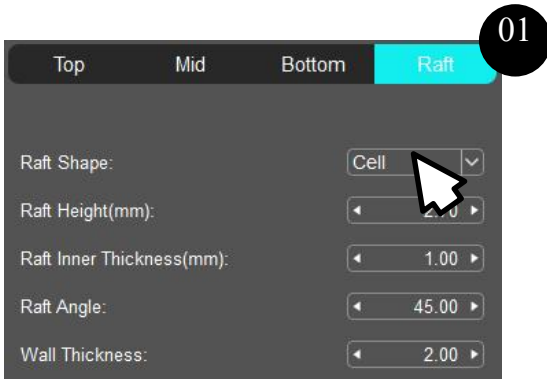 01
Top Mid Bottom Raft
Raft Shape: Cell
Raft Height(mm):
Raft Inner Thickness(mm): 1.00
Raft Angle: 45.00
Wall Thickness: 2.00